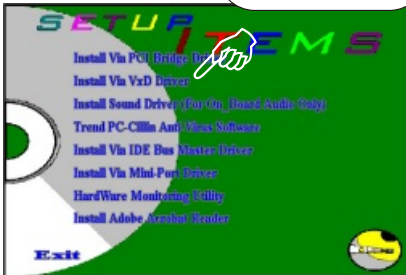 SETUP ITEMS
Install Via PCI Bridge Driver
Install Via VxD Driver
Install Sound Driver (For On_Board Audio Only)
Trend PC-Cillin Anti-Virus Software
Install Via IDE Bus Master Driver
Install Via Mini-Port Driver
HardWare Monitoring Utility
Install Adobe Acrobat Reader
Exit